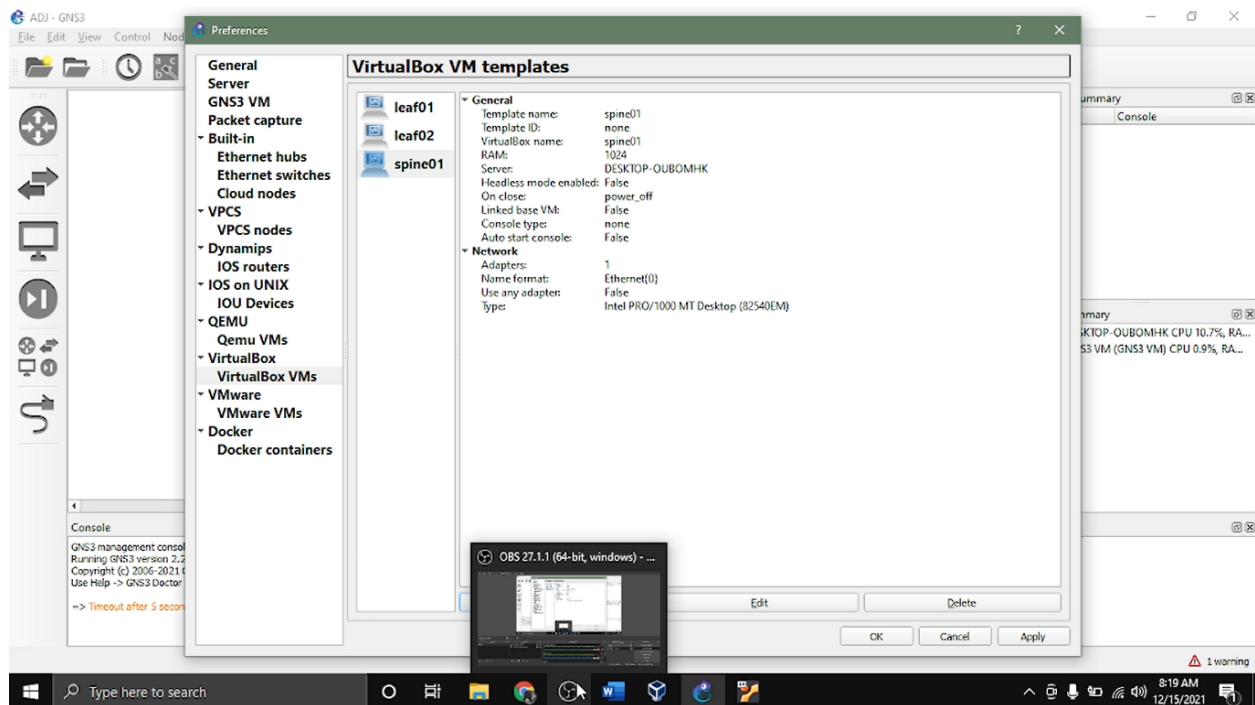 ADJ - GNS3
File Edit View Control Nod
Preferences
? 
General
Server
GNS3 VM
Packet capture
Built-in
Ethernet hubs
Ethernet switches
Cloud nodes
VPCS
VPCS nodes
Dynamips
IOS routers
IOS on UNIX
IOU Devices
QEMU
Qemu VMs
VirtualBox
VirtualBox VMs
VMware
VMware VMs
Docker
Docker containers
VirtualBox VM templates
leaf01
leaf02
spine01
General
Template name: spine01
Template ID: none
VirtualBox name: spine01
RAM: 1024
Server: DESKTOP-OUBOMHK
Headless mode enabled: False
On close: power_off
Linked base VM: False
Console type: none
Auto start console: False
Network
Adapters: 1
Name format: Ethernet{0}
Use any adapter: False
Type: Intel PRO/1000 MT Desktop (82540EM)
Edit
Delete
OK
Cancel
Apply
ummary
Console
mmary
SKTOP-OUBOMHK CPU 10.7%, RA...
S3 VM (GNS3 VM) CPU 0.9%, RA...
Console
GNS3 management consol
Running GNS3 version 2.2
Copyright (c) 2006-2021
Use Help -> GNS3 Doctor
=> Timeout after 5 secon
OBS 27.1.1 (64-bit, windows) - ...
1 warning
Type here to search
8:19 AM
12/15/2021